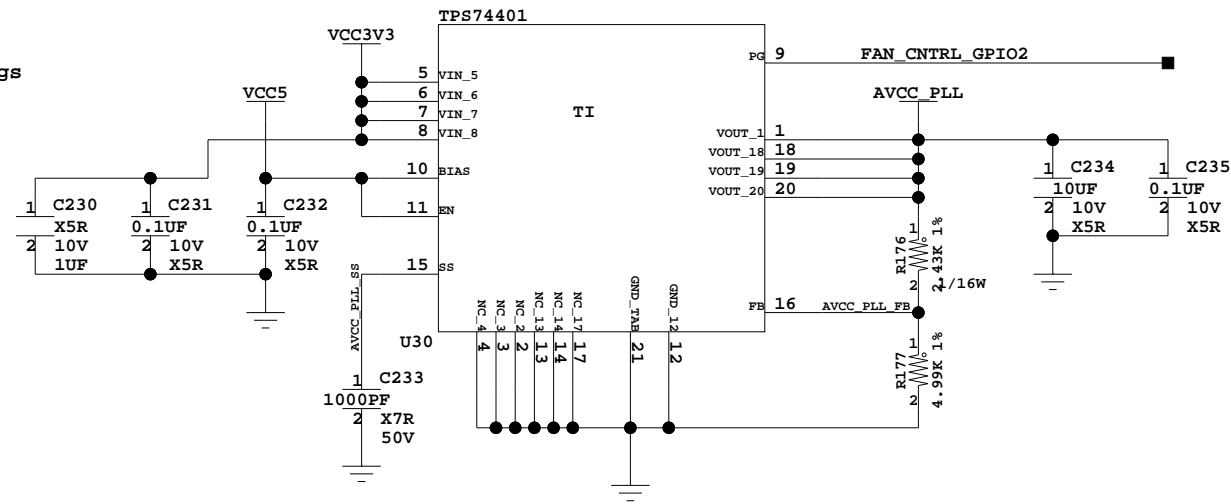 TPS74401
VCC3V3
gs
VCC5
5 VIN_5
6 VIN_6
7 VIN_7
8 VIN_8
10 BIAS
11 EN
15 SS
TI
PG 9 FAN_CNTRL_GPIO2
AVCC_PLL
VOUT_1 1
VOUT_18 18
VOUT_19 19
VOUT_20 20
FB 16 AVCC_PLL_FB
1 C230
X5R
2 10V
1UF
1 C231
0.1UF
2 10V
X5R
1 C232
0.1UF
2 10V
X5R
AVCC_PLL_SS
U30
1 C233
1000PF
2 X7R
50V
NC_4 4
NC_3 3
NC_2 2
NC_13 13
NC_14 14
NC_17 17
GND_TAB 21
GND_12 12
1
R176
2.43K 1%
2
1/16W
1
R177
4.99K 1%
2
1 C234
10UF
2 10V
X5R
1 C235
0.1UF
2 10V
X5R